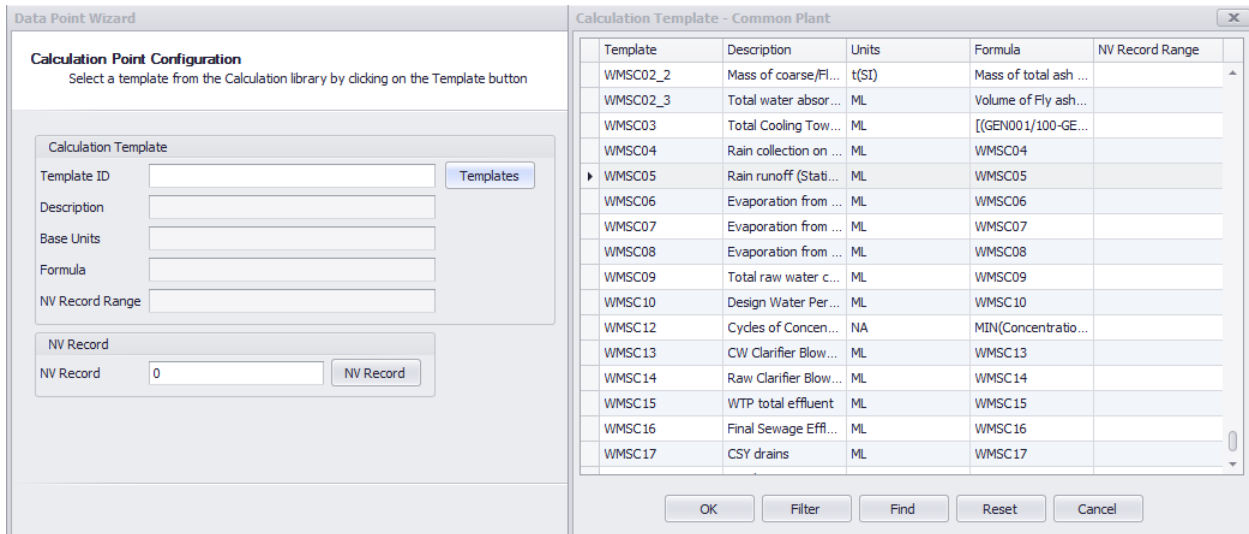 Data Point Wizard
Calculation Point Configuration
Select a template from the Calculation library by clicking on the Template button
Calculation Template
Template ID Templates
Description
Base Units
Formula
NV Record Range
NV Record
NV Record 0 NV Record
Calculation Template - Common Plant
Template Description Units Formula NV Record Range
WMSC02_2 Mass of coarse/Fl... t(SI) Mass of total ash ...
WMSC02_3 Total water absor... ML Volume of Fly ash...
WMSC03 Total Cooling Tow... ML [(GEN001/100-GE...
WMSC04 Rain collection on ... ML WMSC04
WMSC05 Rain runoff (Stati... ML WMSC05
WMSC06 Evaporation from ... ML WMSC06
WMSC07 Evaporation from ... ML WMSC07
WMSC08 Evaporation from ... ML WMSC08
WMSC09 Total raw water c... ML WMSC09
WMSC10 Design Water Per... ML WMSC10
WMSC12 Cycles of Concen... NA MIN(Concentratio...
WMSC13 CW Clarifier Blow... ML WMSC13
WMSC14 Raw Clarifier Blow... ML WMSC14
WMSC15 WTP total effluent ML WMSC15
WMSC16 Final Sewage Effl... ML WMSC16
WMSC17 CSY drains ML WMSC17
OK Filter Find Reset Cancel